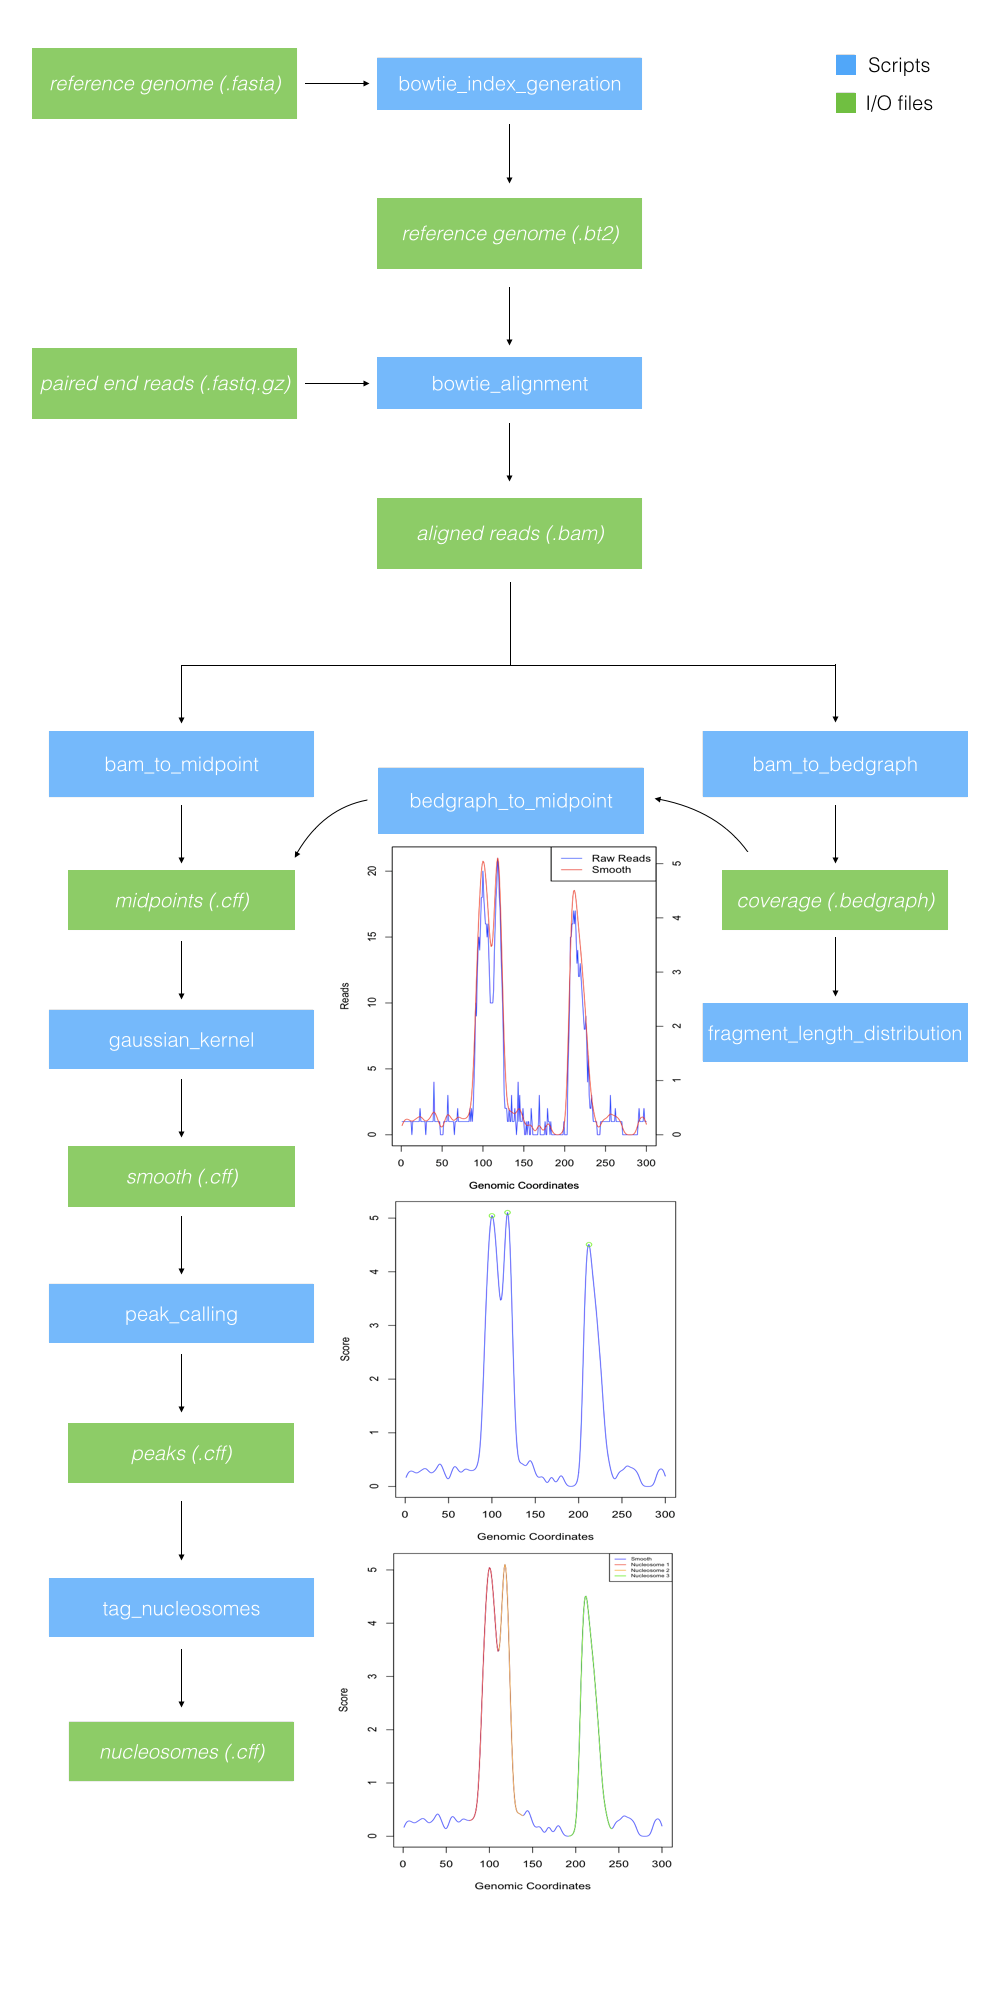 reference genome (.fasta)
bowtie_index_generation
Scripts
I/O files
reference genome (.bt2)
paired end reads (.fastq.gz)
bowtie_alignment
aligned reads (.bam)
bam_to_midpoint
bedgraph_to_midpoint
bam_to_bedgraph
midpoints (.cff)
coverage (.bedgraph)
gaussian_kernel
fragment_length_distribution
smooth (.cff)
peak_calling
peaks (.cff)
tag_nucleosomes
nucleosomes (.cff)
Raw Reads
Smooth
Reads
20
15
10
5
0
5
4
3
2
1
0
0 50 100 150 200 250 300
Genomic Coordinates
Score
5
4
3
2
1
0
0 50 100 150 200 250 300
Genomic Coordinates
Smooth
Nucleosome 1
Nucleosome 2
Nucleosome 3
Score
5
4
3
2
1
0
0 50 100 150 200 250 300
Genomic Coordinates